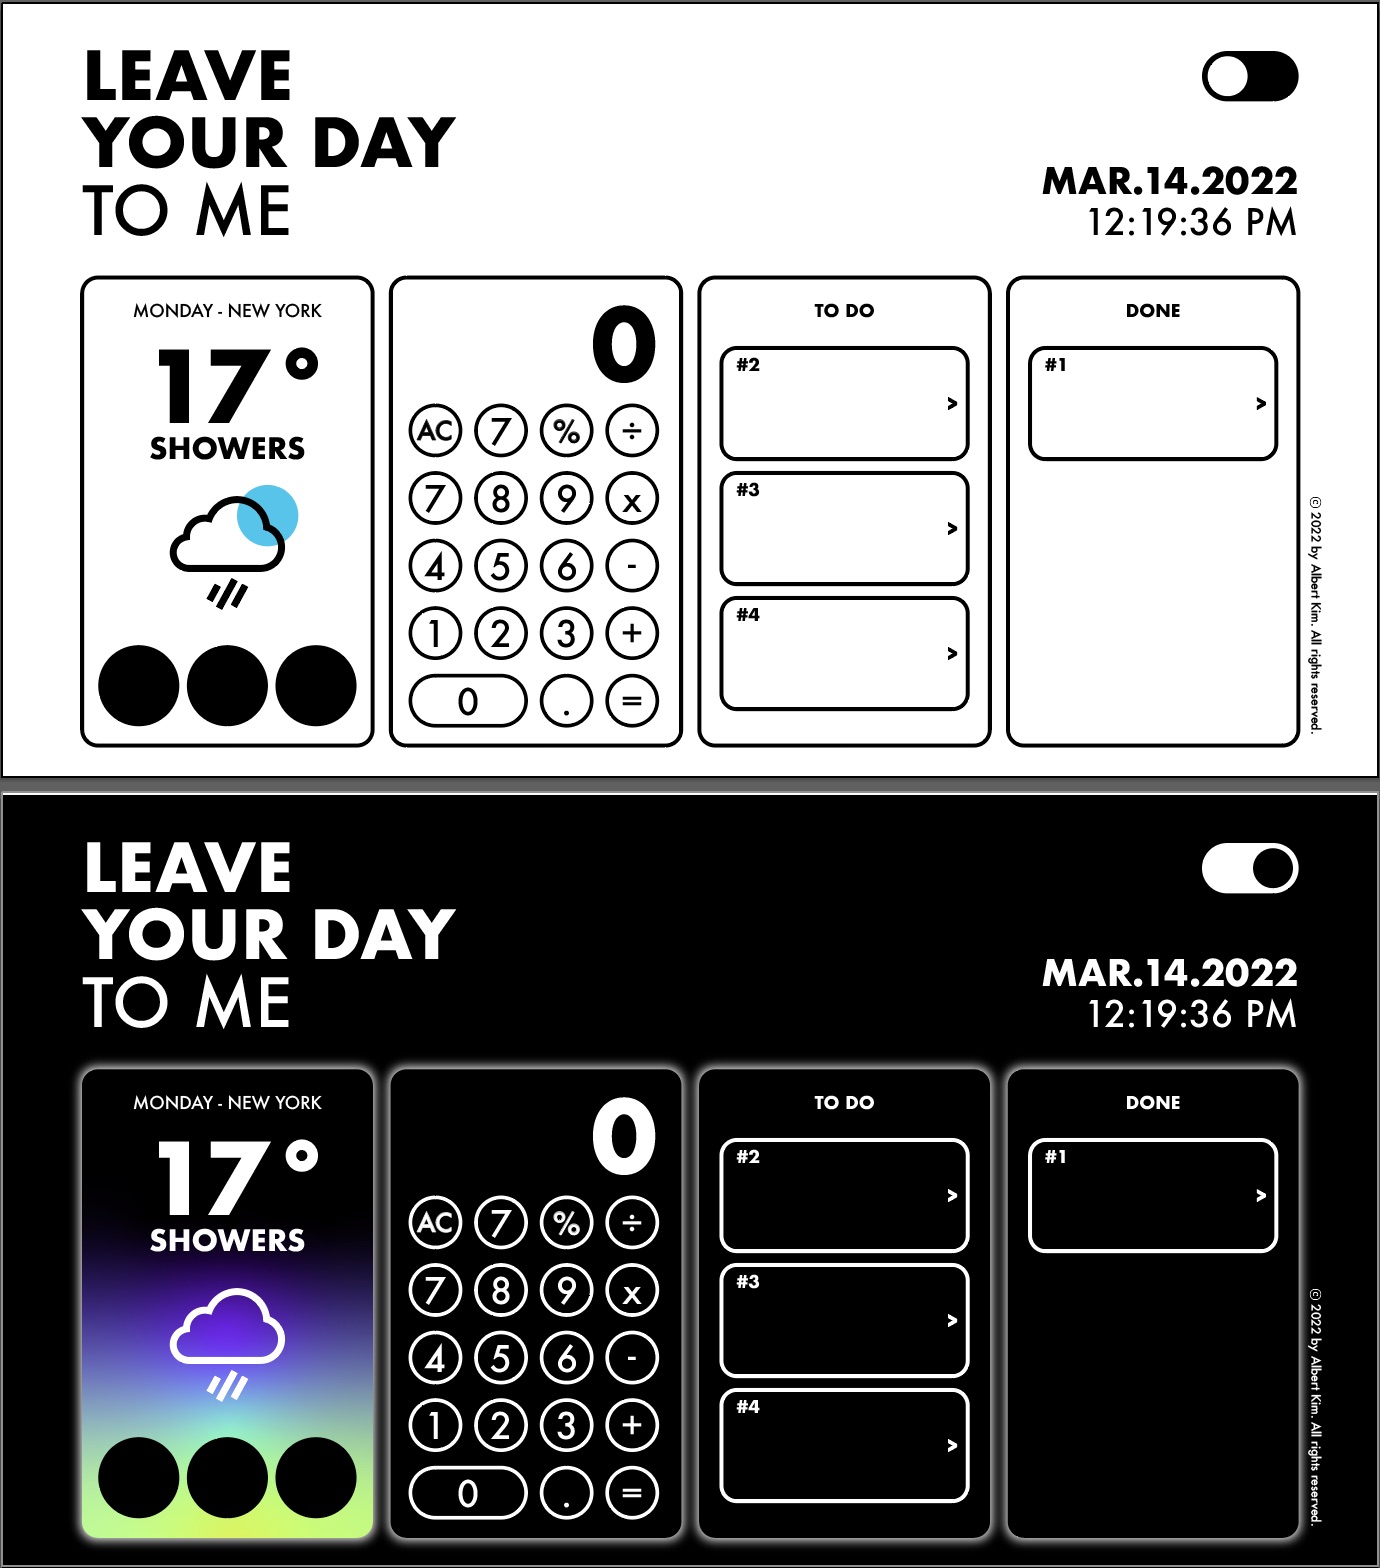 LEAVE
YOUR DAY
TO ME
MAR.14.2022
12:19:36 PM
MONDAY - NEW YORK
17°
SHOWERS
0
AC 7 % ÷
7 8 9 x
4 5 6 -
1 2 3 +
0 . =
TO DO
#2
>
#3
>
#4
>
DONE
#1
>
© 2022 by Albert Kim. All rights reserved.
LEAVE
YOUR DAY
TO ME
MAR.14.2022
12:19:36 PM
MONDAY - NEW YORK
17°
SHOWERS
0
AC 7 % ÷
7 8 9 x
4 5 6 -
1 2 3 +
0 . =
TO DO
#2
>
#3
>
#4
>
DONE
#1
>
© 2022 by Albert Kim. All rights reserved.